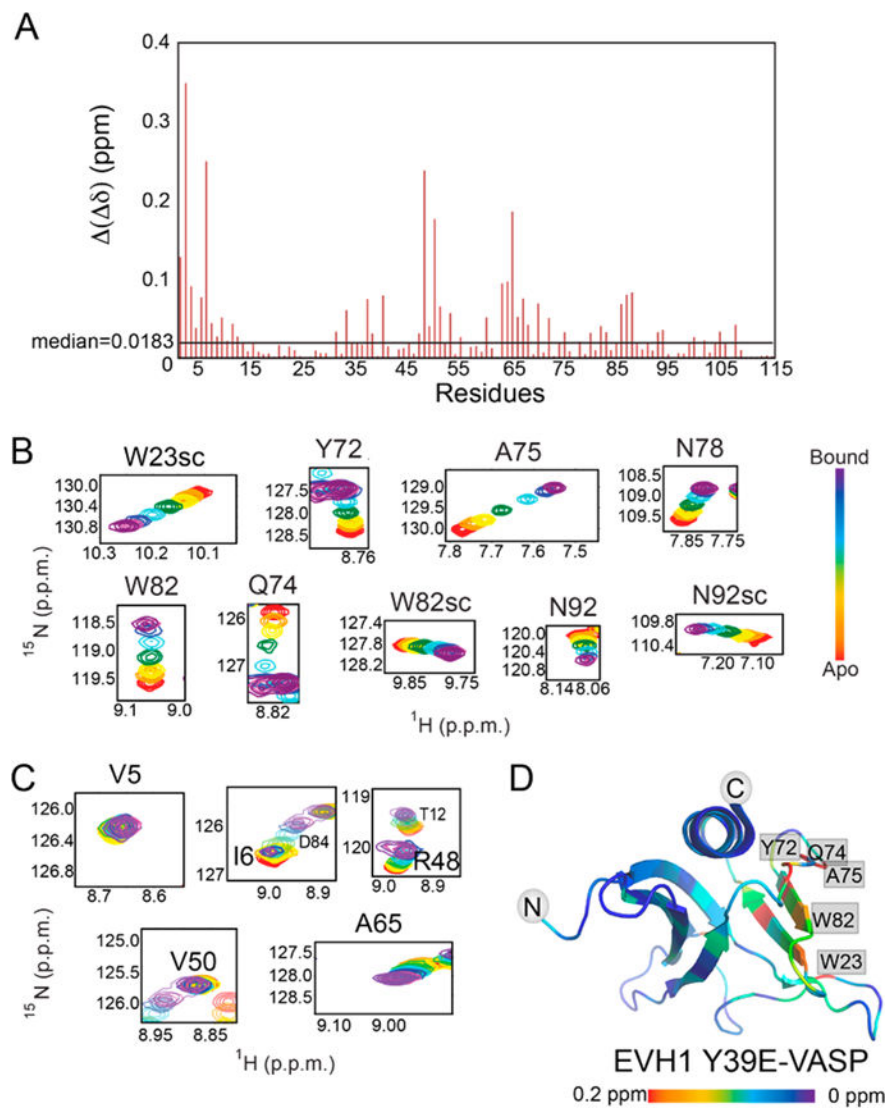 A
Δ(Δδ) (ppm)
0.4
0.3
0.2
0.1
median=0.0183
0
5 15 25 35 45 55 65 75 85 95 105 115
Residues
B
W23sc
130.0
130.4
130.8
10.3 10.2 10.1
Y72
127.5
128.0
128.5
8.76
A75
129.0
129.5
130.0
7.8 7.7 7.6 7.5
N78
108.5
109.0
109.5
7.85 7.75
Bound
Apo
15N (p.p.m.)
W82
118.5
119.0
119.5
9.1 9.0
Q74
126
127
8.82
W82sc
127.4
127.8
128.2
9.85 9.75
N92
120.0
120.4
120.8
8.14 8.06
N92sc
109.8
110.4
7.20 7.10
1H (p.p.m.)
C
V5
126.0
126.4
126.8
8.7 8.6
126
127
I6
D84
9.0 8.9
119
120
T12
R48
9.0 8.9
15N (p.p.m.)
V50
125.0
125.5
126.0
8.95 8.85
A65
127.5
128.0
128.5
9.10 9.00
1H (p.p.m.)
D
C
N
Y72
Q74
A75
W82
W23
EVH1 Y39E-VASP
0.2 ppm 0 ppm